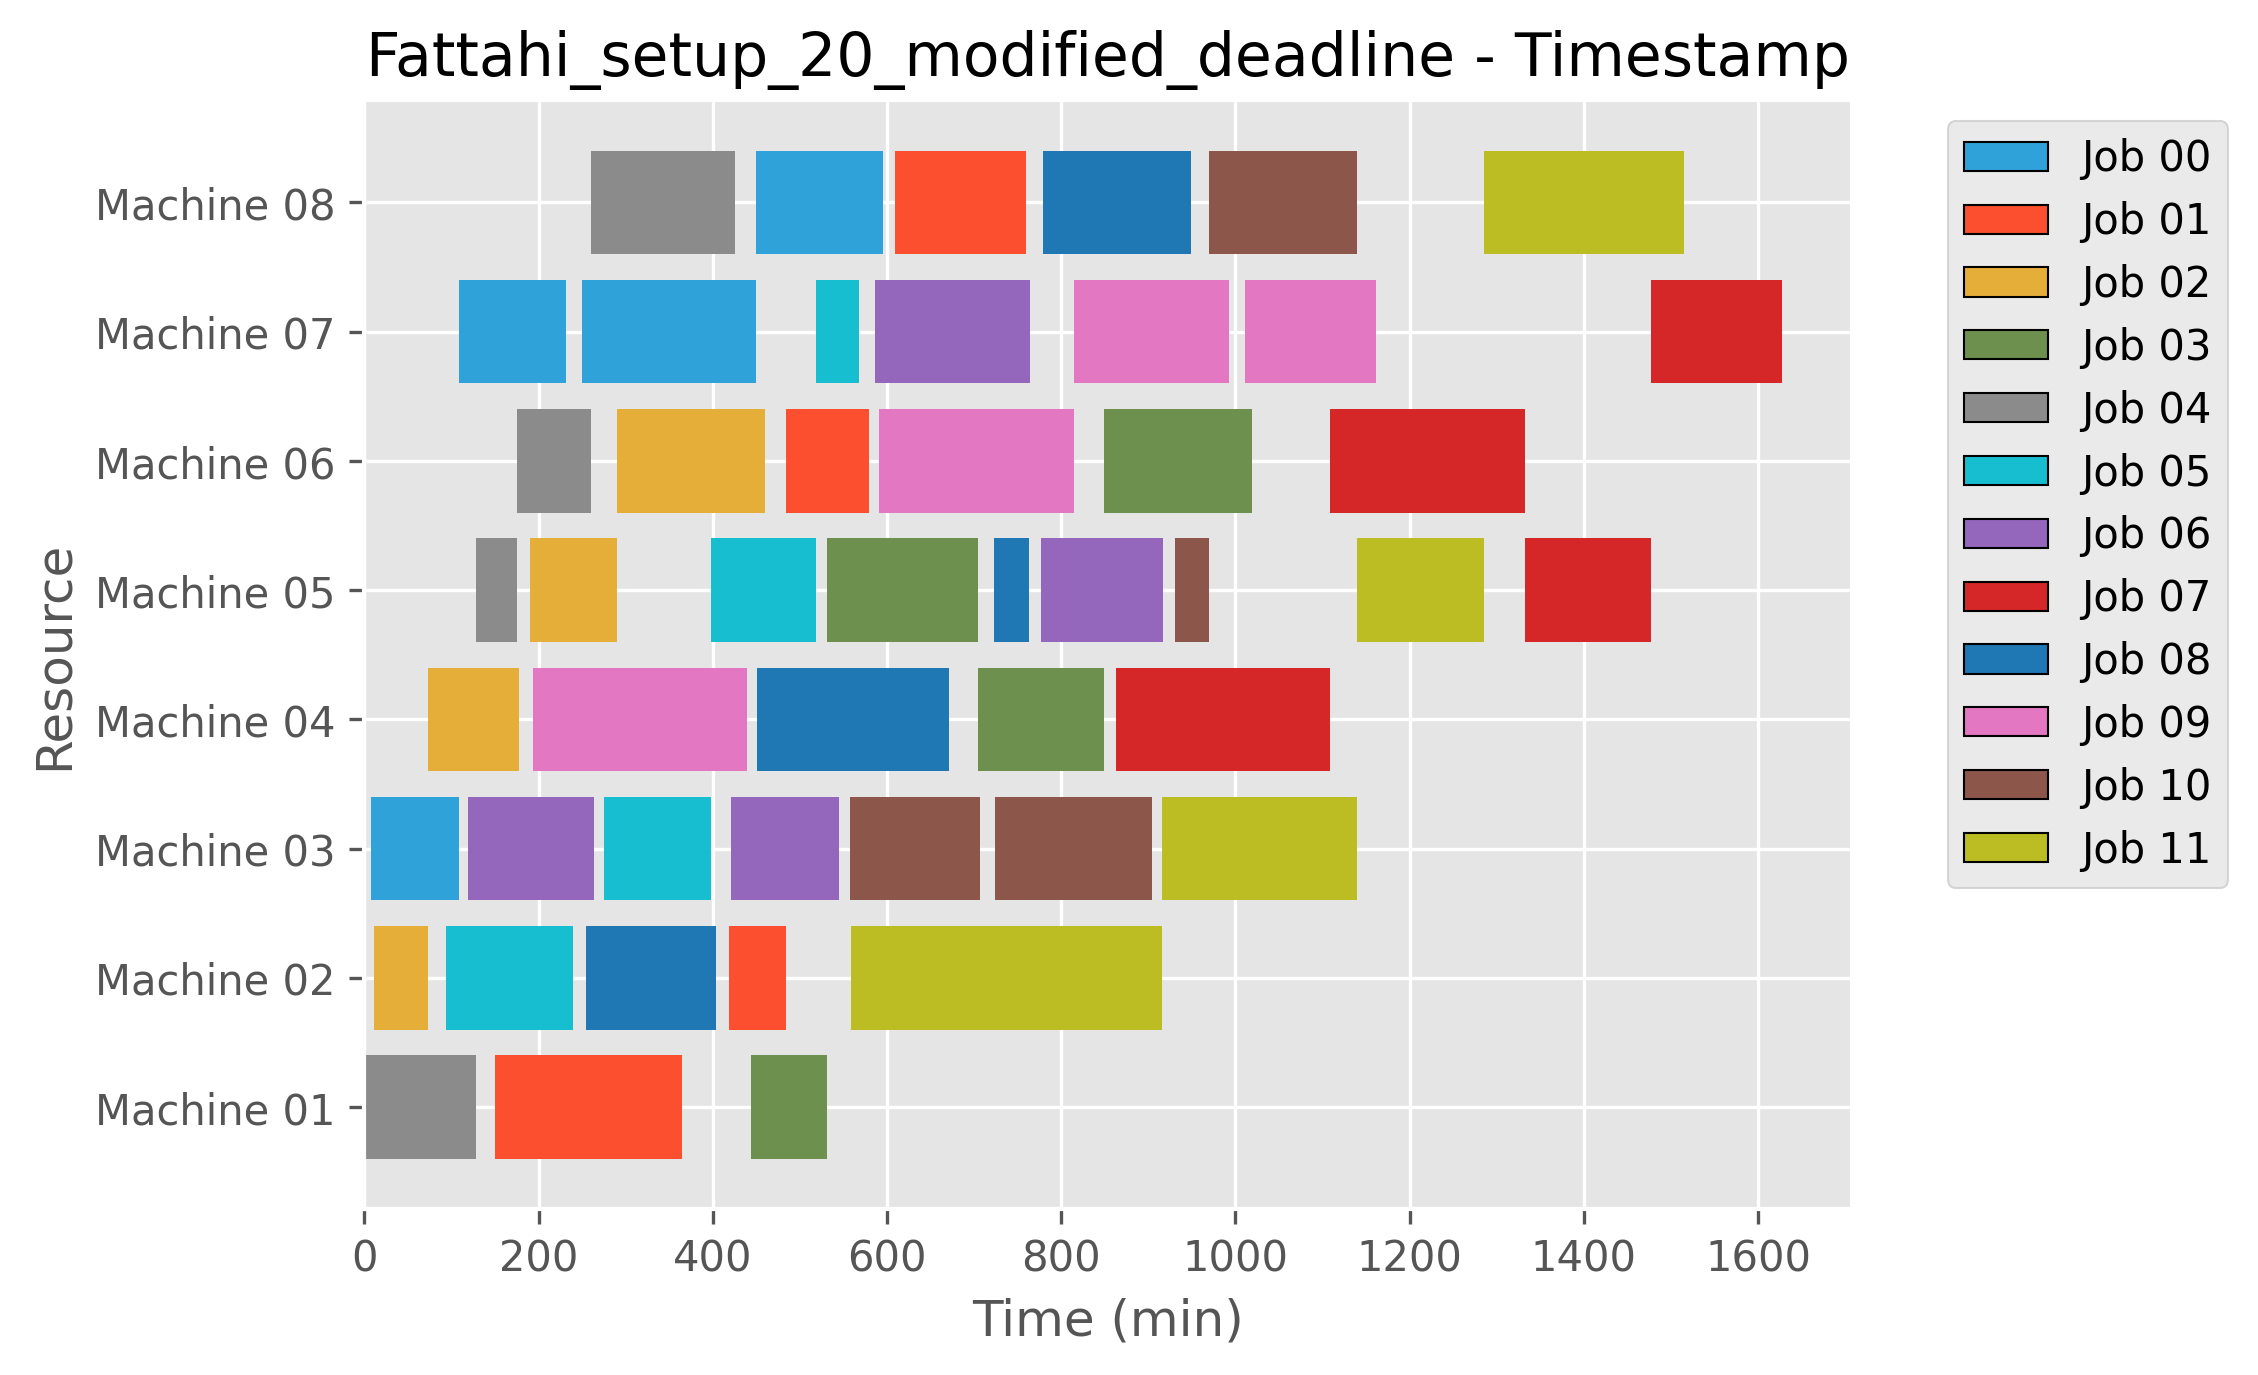 Fattahi_setup_20_modified_deadline - Timestamp
Machine 08
Machine 07
Machine 06
Machine 05
Machine 04
Machine 03
Machine 02
Machine 01
Resource
0 200 400 600 800 1000 1200 1400 1600
Time (min)
Job 00
Job 01
Job 02
Job 03
Job 04
Job 05
Job 06
Job 07
Job 08
Job 09
Job 10
Job 11